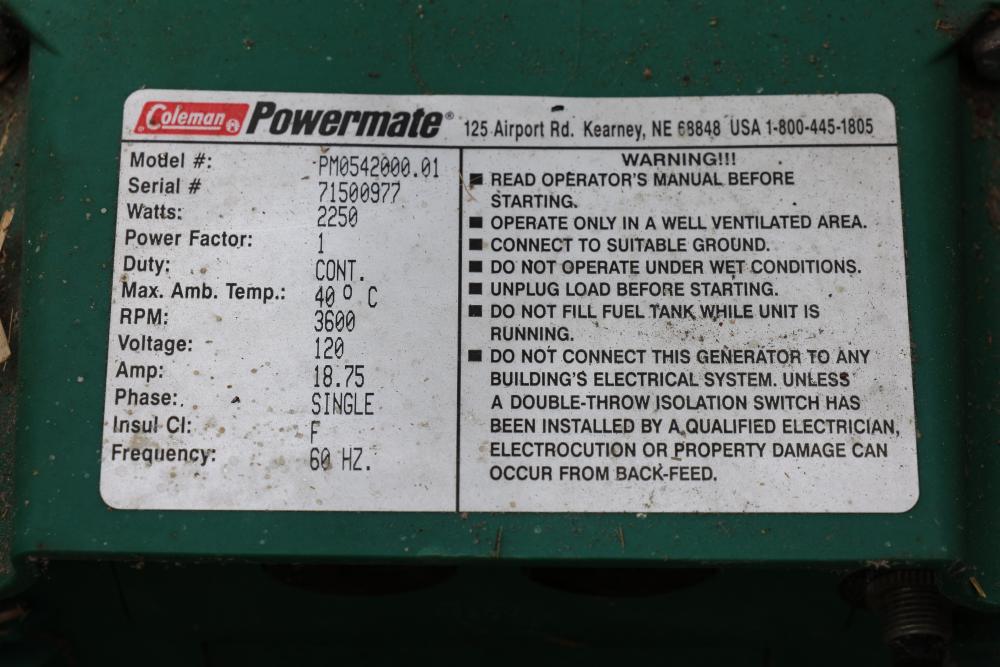 Coleman Powermate® 125 Airport Rd. Kearney, NE 68848 USA 1-800-445-1805
Model #: PM0542000.01
Serial # 71500977
Watts: 2250
Power Factor: 1
Duty: CONT.
Max. Amb. Temp.: 40 º C
RPM: 3600
Voltage: 120
Amp: 18.75
Phase: SINGLE
Insul Cl: F
Frequency: 60 HZ.
WARNING!!!
■ READ OPERATOR'S MANUAL BEFORE
STARTING.
■ OPERATE ONLY IN A WELL VENTILATED AREA.
■ CONNECT TO SUITABLE GROUND.
■ DO NOT OPERATE UNDER WET CONDITIONS.
■ UNPLUG LOAD BEFORE STARTING.
■ DO NOT FILL FUEL TANK WHILE UNIT IS
RUNNING.
■ DO NOT CONNECT THIS GENERATOR TO ANY
BUILDING'S ELECTRICAL SYSTEM. UNLESS
A DOUBLE-THROW ISOLATION SWITCH HAS
BEEN INSTALLED BY A QUALIFIED ELECTRICIAN,
ELECTROCUTION OR PROPERTY DAMAGE CAN
OCCUR FROM BACK-FEED.